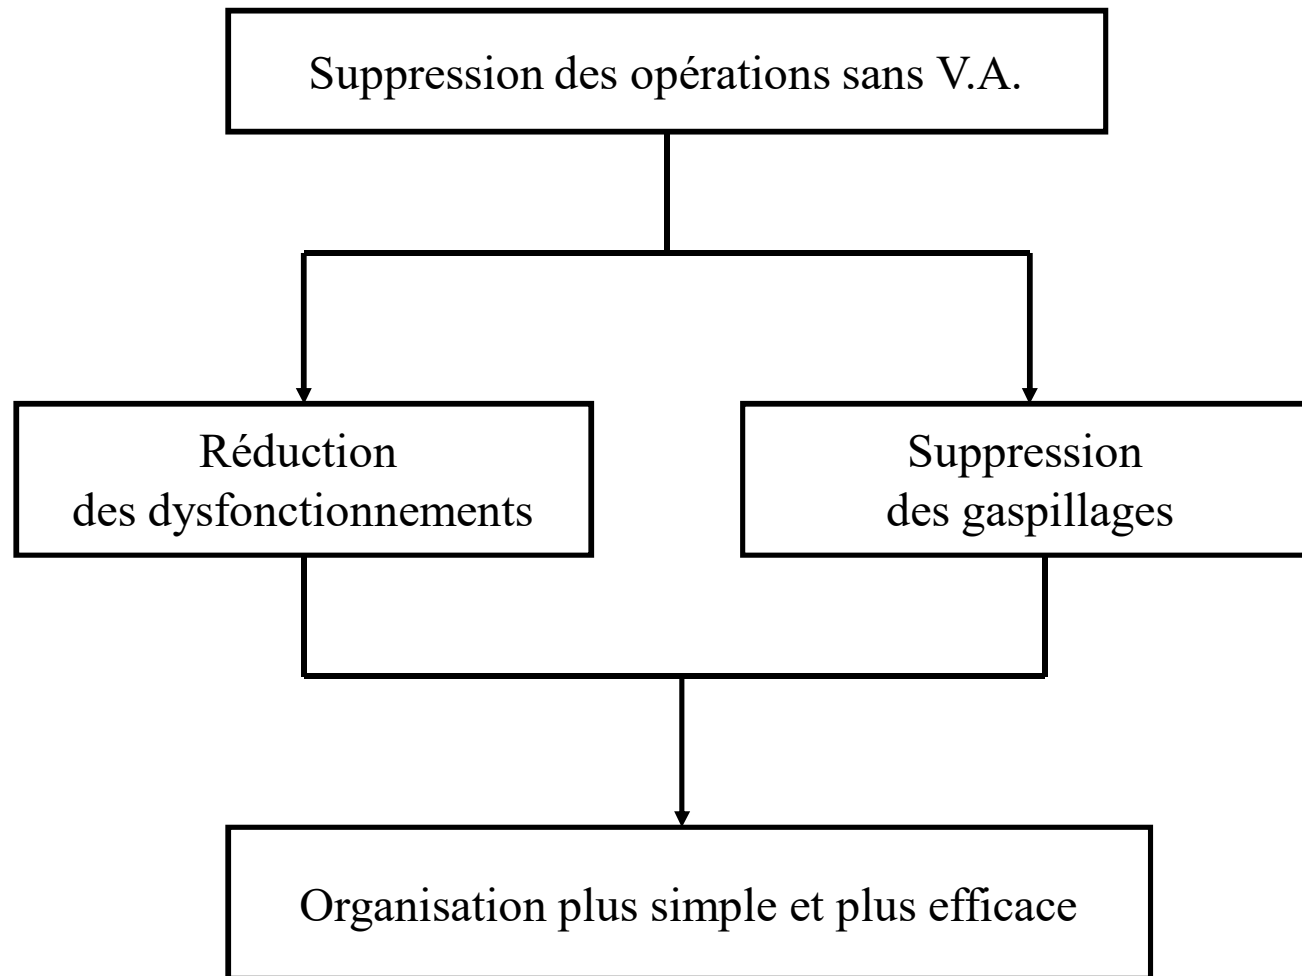 Suppression des opérations sans V.A.
Réduction
des dysfonctionnements
Suppression
des gaspillages
Organisation plus simple et plus efficace